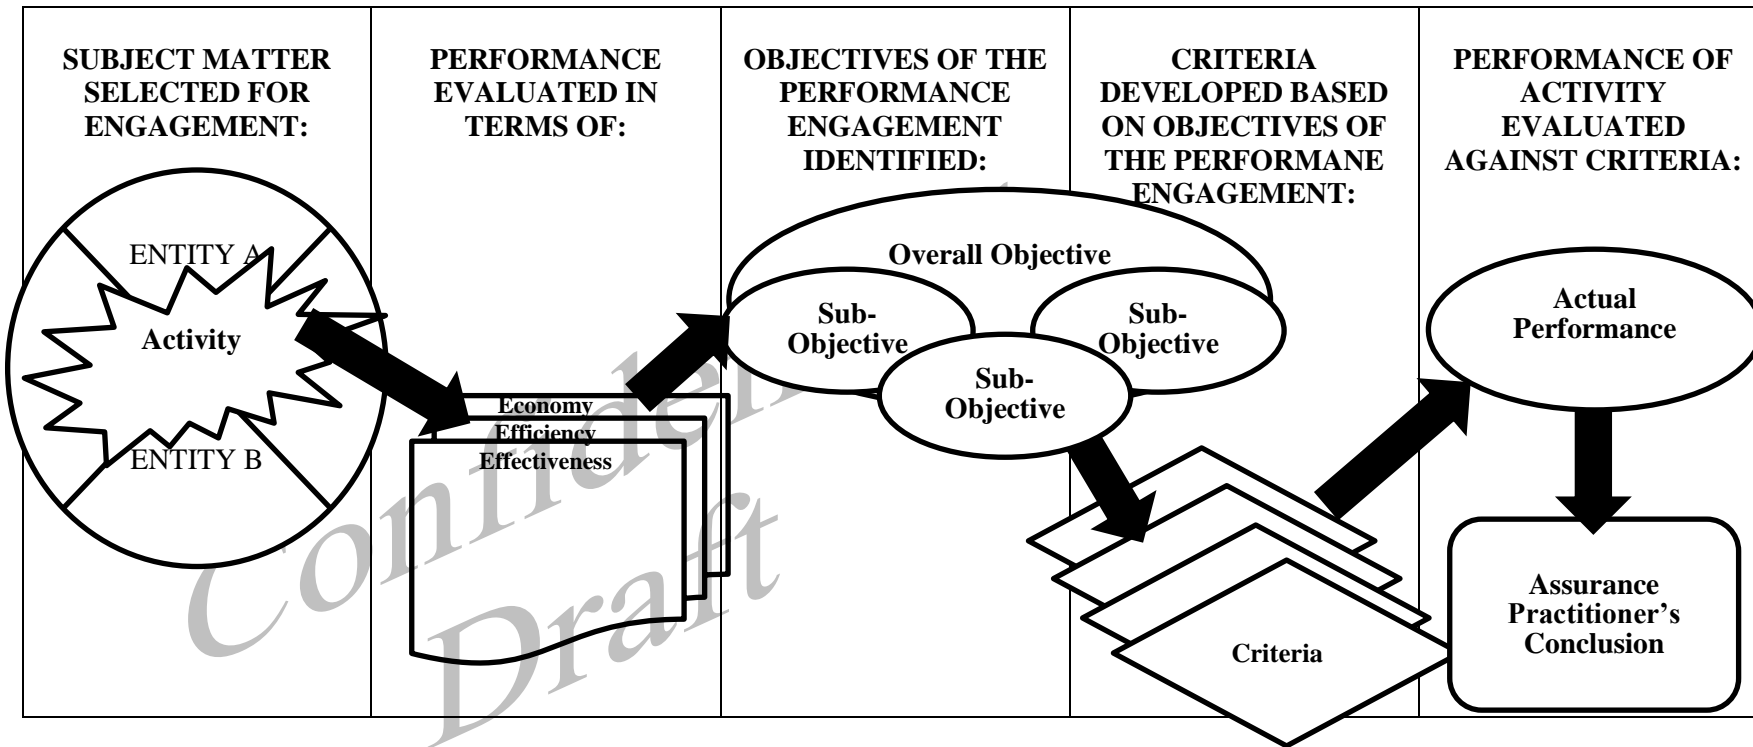 SUBJECT MATTER
SELECTED FOR
ENGAGEMENT:
PERFORMANCE
EVALUATED IN
TERMS OF:
OBJECTIVES OF THE
PERFORMANCE
ENGAGEMENT
IDENTIFIED:
CRITERIA
DEVELOPED BASED
ON OBJECTIVES OF
THE PERFORMANE
ENGAGEMENT:
PERFORMANCE OF
ACTIVITY
EVALUATED
AGAINST CRITERIA:
ENTITY A
Activity
ENTITY B
Economy
Efficiency
Effectiveness
Overall Objective
Sub-
Objective
Sub-
Objective
Sub-
Objective
Criteria
Actual
Performance
Assurance
Practitioner’s
Conclusion
Draft